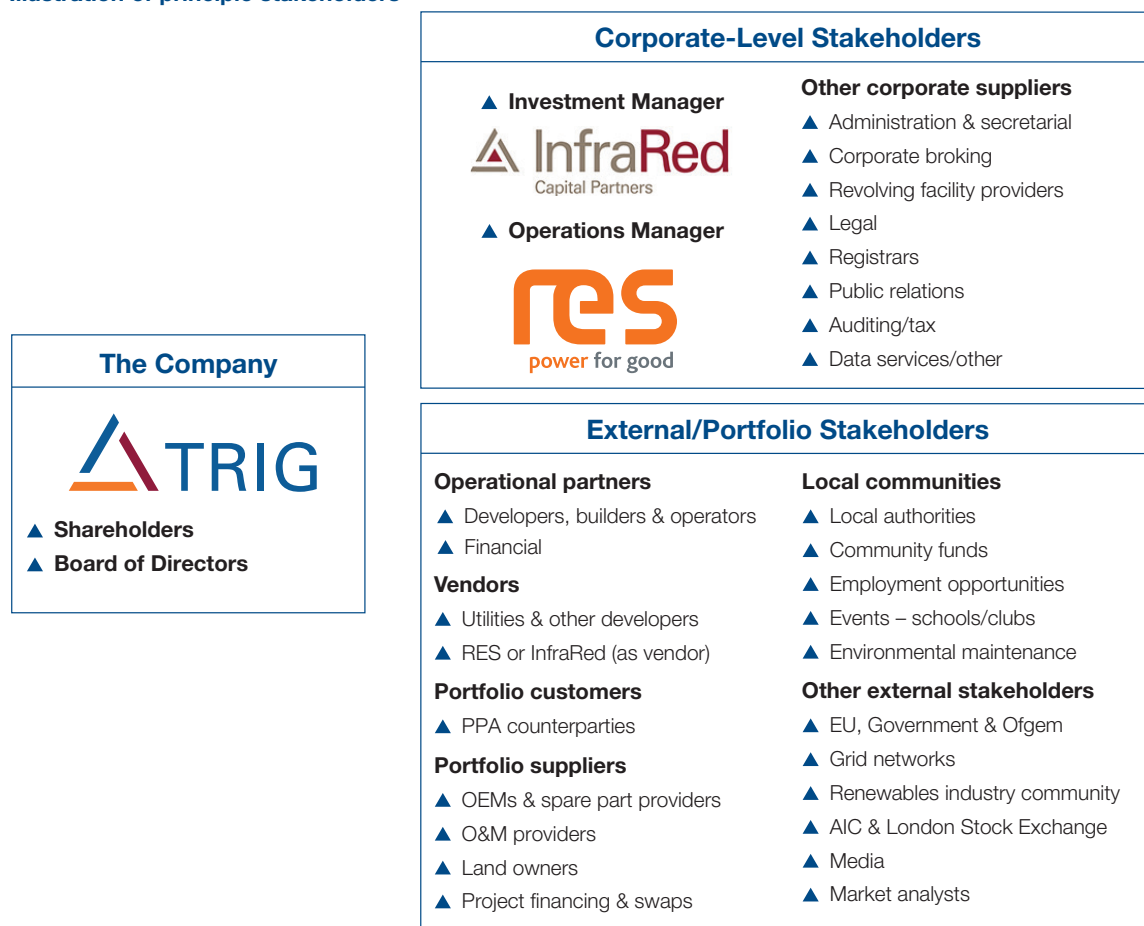 Illustration of principle stakeholders
Corporate-Level Stakeholders
Investment Manager
InfraRed
Capital Partners
Operations Manager
res
power for good
Other corporate suppliers
Administration & secretarial
Corporate broking
Revolving facility providers
Legal
Registrars
Public relations
Auditing/tax
Data services/other
The Company
TRIG
Shareholders
Board of Directors
External/Portfolio Stakeholders
Operational partners
Developers, builders & operators
Financial
Vendors
Utilities & other developers
RES or InfraRed (as vendor)
Portfolio customers
PPA counterparties
Portfolio suppliers
OEMs & spare part providers
O&M providers
Land owners
Project financing & swaps
Local communities
Local authorities
Community funds
Employment opportunities
Events – schools/clubs
Environmental maintenance
Other external stakeholders
EU, Government & Ofgem
Grid networks
Renewables industry community
AIC & London Stock Exchange
Media
Market analysts